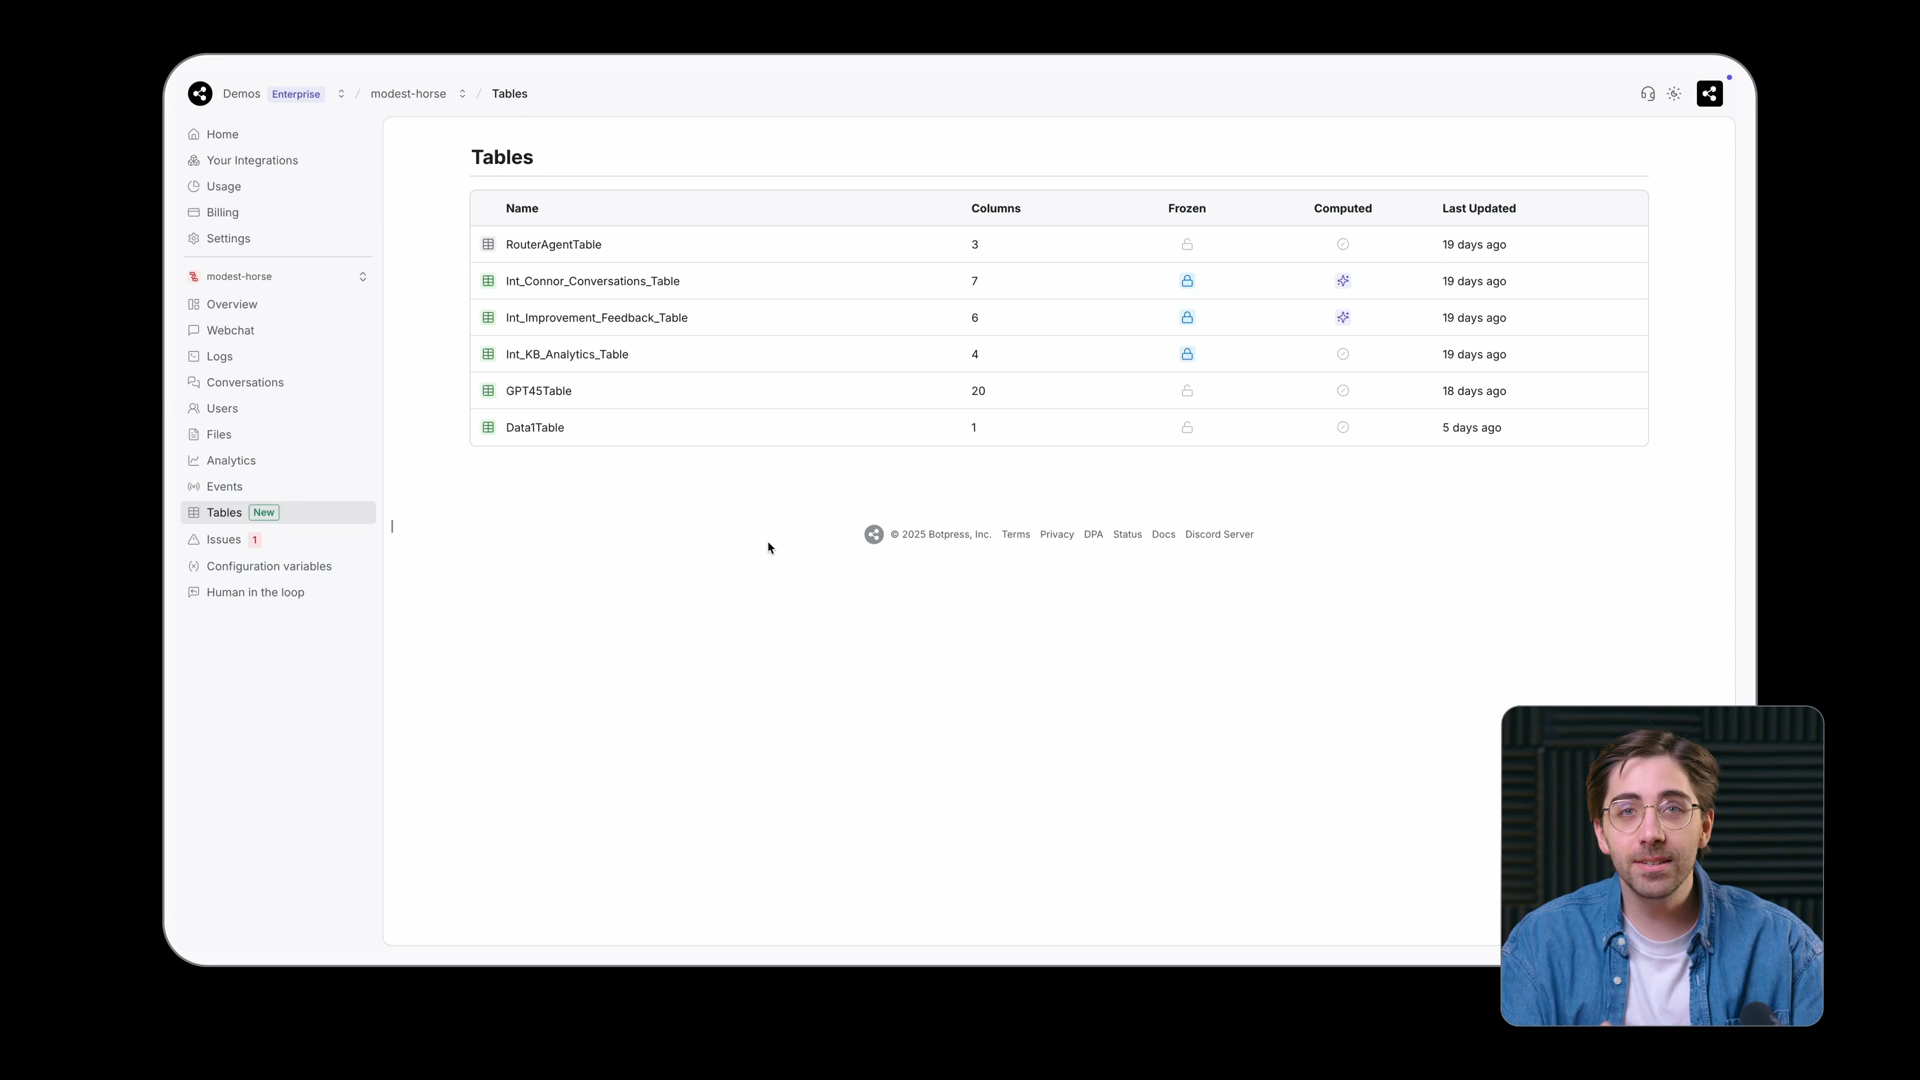 Demos Enterprise / modest-horse / Tables
Home
Your Integrations
Usage
Billing
Settings
modest-horse
Overview
Webchat
Logs
Conversations
Users
Files
Analytics
Events
Tables New
Issues 1
Configuration variables
Human in the loop
Tables
Name Columns Frozen Computed Last Updated
RouterAgentTable 3 19 days ago
Int_Connor_Conversations_Table 7 19 days ago
Int_Improvement_Feedback_Table 6 19 days ago
Int_KB_Analytics_Table 4 19 days ago
GPT45Table 20 18 days ago
Data1Table 1 5 days ago
© 2025 Botpress, Inc. Terms Privacy DPA Status Docs Discord Server